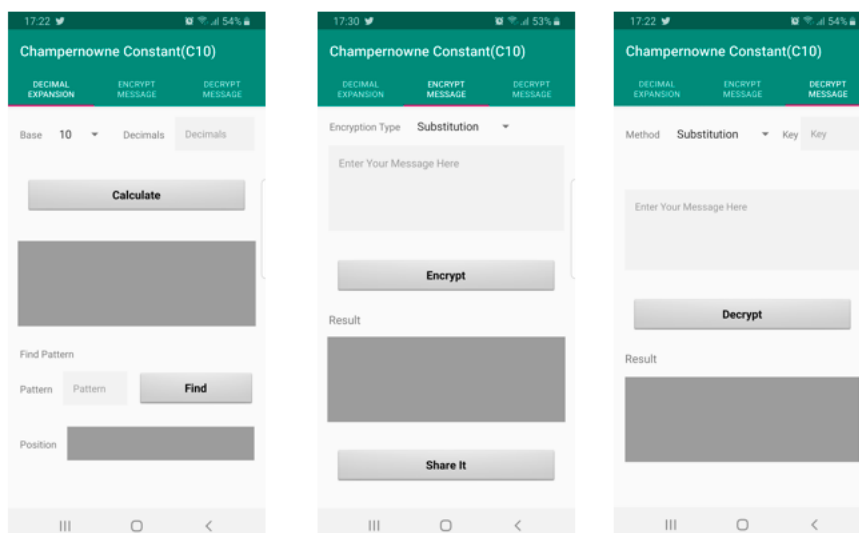 17:22 54%
Champernowne Constant(C10)
DECIMAL EXPANSION ENCRYPT MESSAGE DECRYPT MESSAGE
Base 10 Decimals Decimals
Calculate
Find Pattern
Pattern Pattern Find
Position
17:30 53%
Champernowne Constant(C10)
DECIMAL EXPANSION ENCRYPT MESSAGE DECRYPT MESSAGE
Encryption Type Substitution
Enter Your Message Here
Encrypt
Result
Share It
17:22 54%
Champernowne Constant(C10)
DECIMAL EXPANSION ENCRYPT MESSAGE DECRYPT MESSAGE
Method Substitution Key Key
Enter Your Message Here
Decrypt
Result